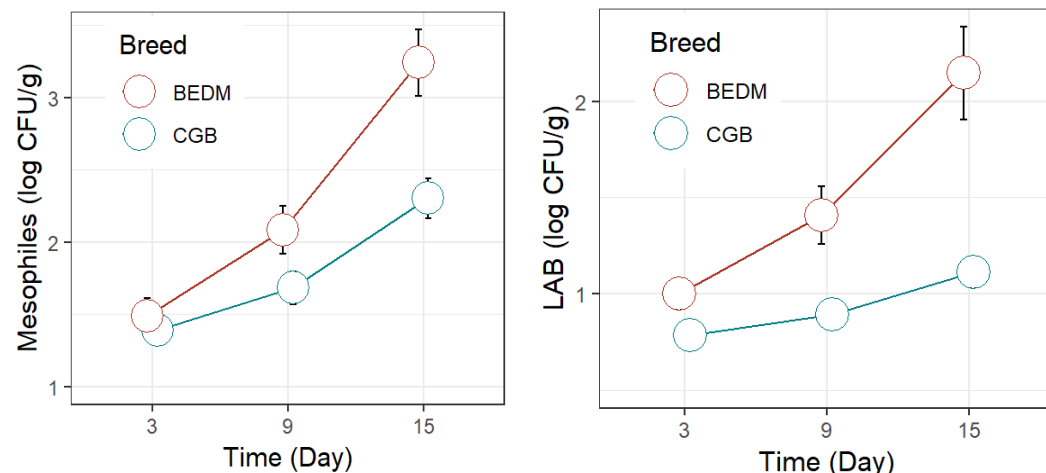 Breed
BEDM
CGB
3
2
1
Mesophiles (log CFU/g)
3
9
15
Time (Day)
Breed
BEDM
CGB
2
1
LAB (log CFU/g)
3
9
15
Time (Day)